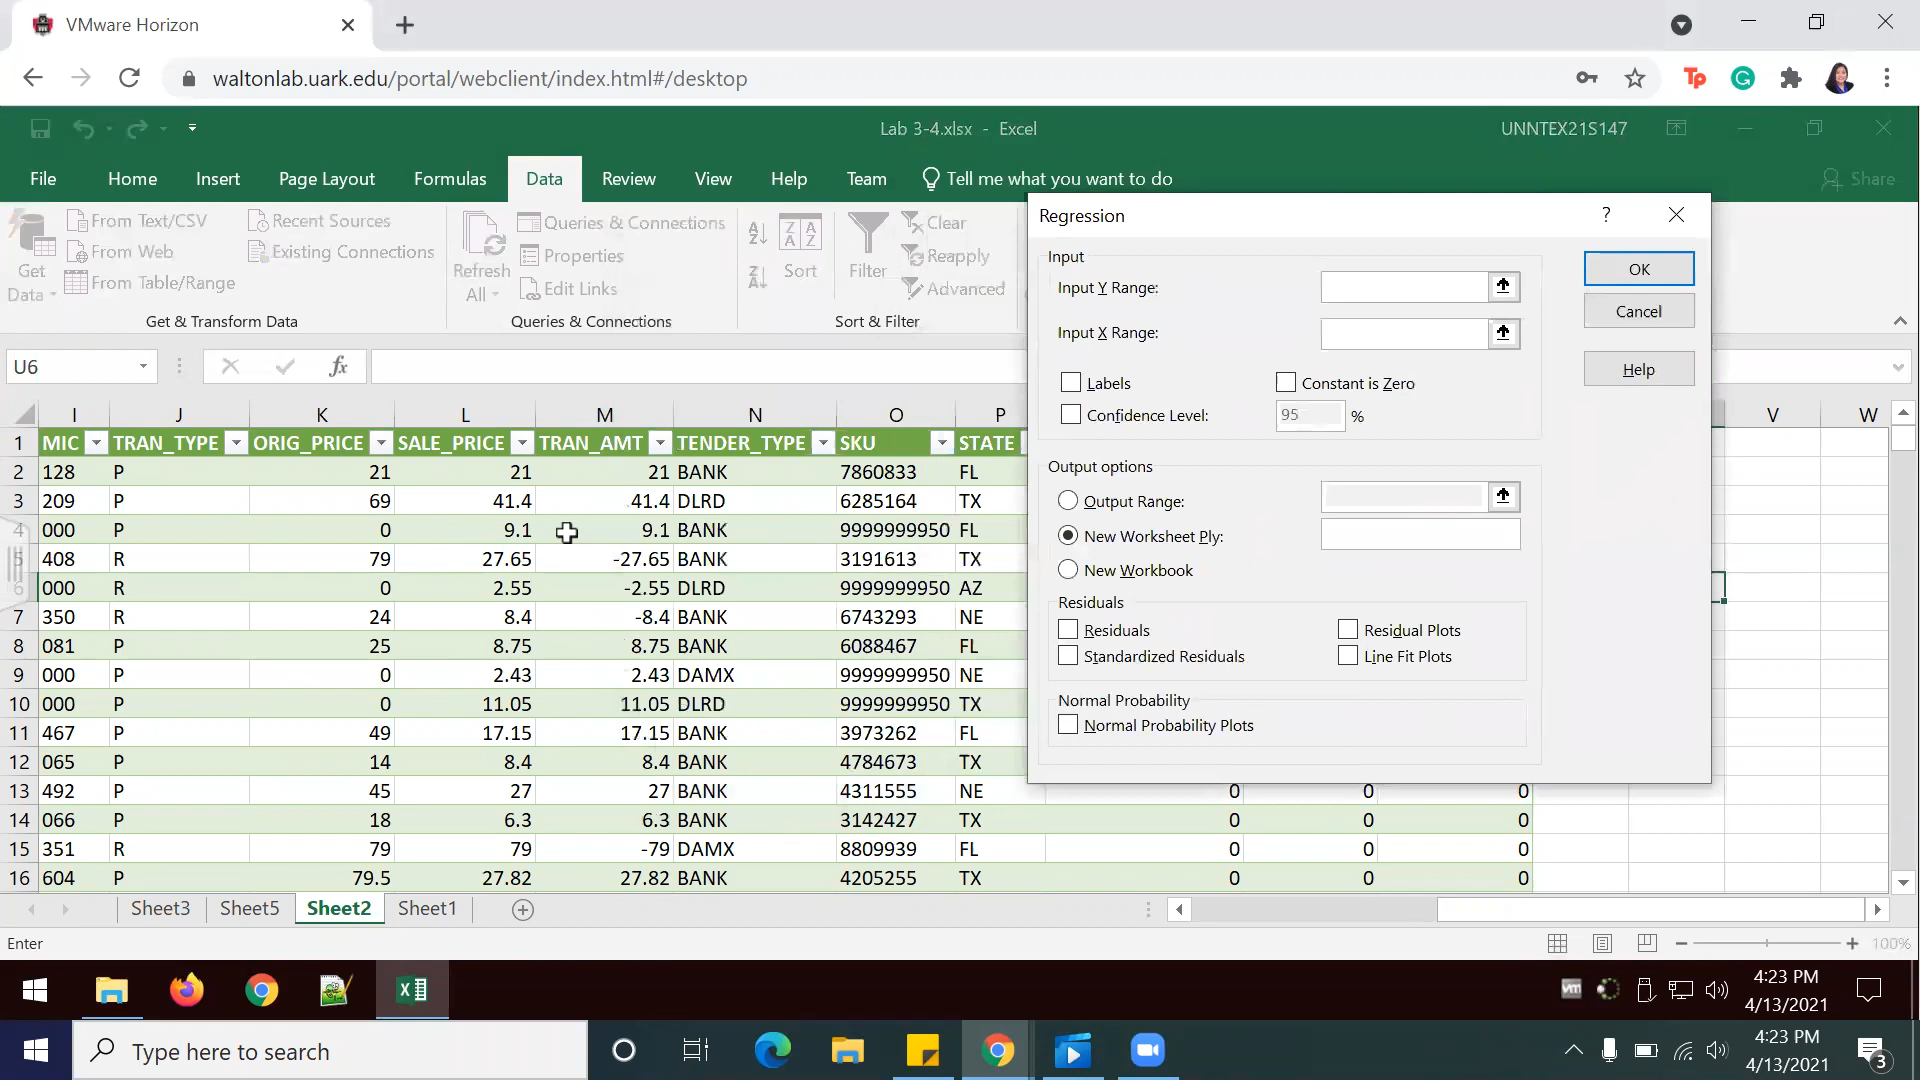 VMware Horizon
waltonlab.uark.edu/portal/webclient/index.html#/desktop
Lab 3-4.xlsx - Excel
UNNTEX21S147
File Home Insert Page Layout Formulas Data Review View Help Team Tell me what you want to do Share
Get Data
From Text/CSV
From Web
From Table/Range
Recent Sources
Existing Connections
Get & Transform Data
Refresh All
Queries & Connections
Properties
Edit Links
Queries & Connections
Sort
Filter
Clear
Reapply
Advanced
Sort & Filter
Regression
?
Input
Input Y Range:
Input X Range:
Labels
Constant is Zero
Confidence Level:
95 %
OK
Cancel
Help
Output options
Output Range:
New Worksheet Ply:
New Workbook
Residuals
Residuals
Residual Plots
Standardized Residuals
Line Fit Plots
Normal Probability
Normal Probability Plots
U6
fx
I J K L M N O P V W
1 MIC TRAN_TYPE ORIG_PRICE SALE_PRICE TRAN_AMT TENDER_TYPE SKU STATE
2 128 P 21 21 21 BANK 7860833 FL
3 209 P 69 41.4 41.4 DLRD 6285164 TX
4 000 P 0 9.1 9.1 BANK 9999999950 FL
5 408 R 79 27.65 -27.65 BANK 3191613 TX
6 000 R 0 2.55 -2.55 DLRD 9999999950 AZ
7 350 R 24 8.4 -8.4 BANK 6743293 NE
8 081 P 25 8.75 8.75 BANK 6088467 FL
9 000 P 0 2.43 2.43 DAMX 9999999950 NE
10 000 P 0 11.05 11.05 DLRD 9999999950 TX
11 467 P 49 17.15 17.15 BANK 3973262 FL
12 065 P 14 8.4 8.4 BANK 4784673 TX
13 492 P 45 27 27 BANK 4311555 NE 0 0 0
14 066 P 18 6.3 6.3 BANK 3142427 TX 0 0 0
15 351 R 79 79 -79 DAMX 8809939 FL 0 0 0
16 604 P 79.5 27.82 27.82 BANK 4205255 TX 0 0 0
Sheet3 Sheet5 Sheet2 Sheet1
Enter
100%
4:23 PM
4/13/2021
Type here to search
4:23 PM
4/13/2021
3